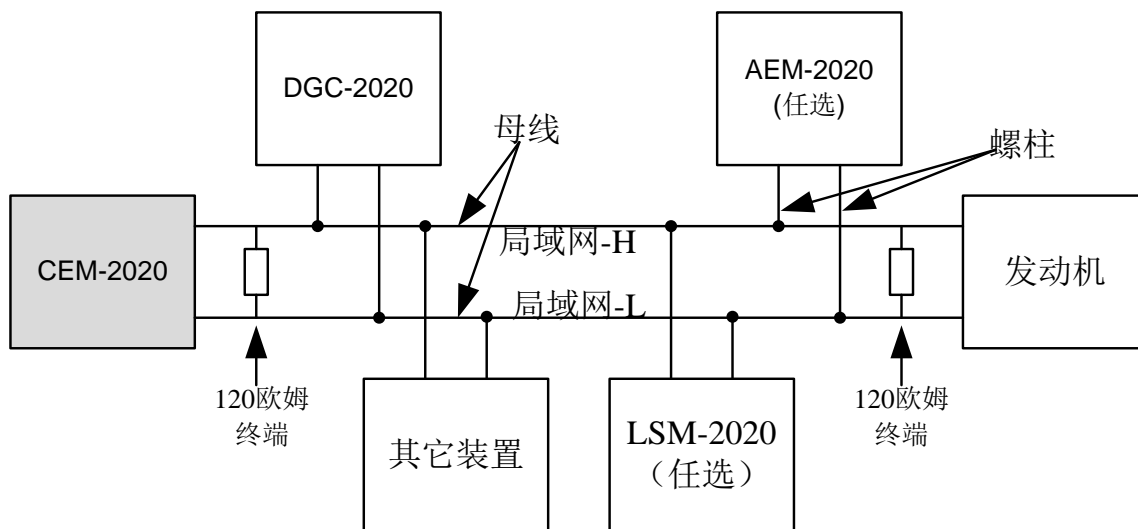 DGC-2020
AEM-2020
(任选)
母线
螺柱
CEM-2020
局域网-H
发动机
局域网-L
120欧姆
终端
120欧姆
终端
其它装置
LSM-2020
（任选）